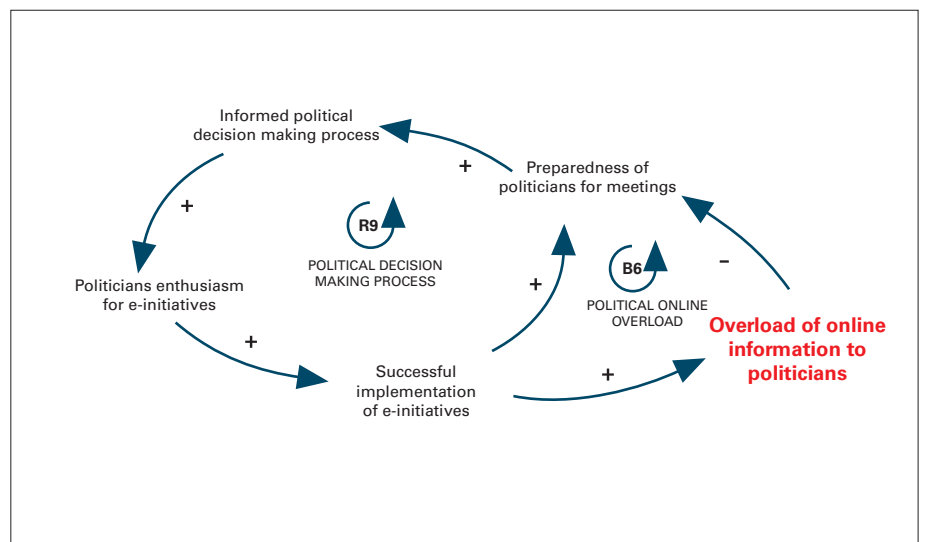 Informed political
decision making process
+
Preparedness of
politicians for meetings
+
R9
POLITICAL DECISION
MAKING PROCESS
B6
POLITICAL ONLINE
OVERLOAD
–
+
Politicians enthusiasm
for e-initiatives
+
Overload of online
information to
politicians
Successful
implementation
of e-initiatives
+